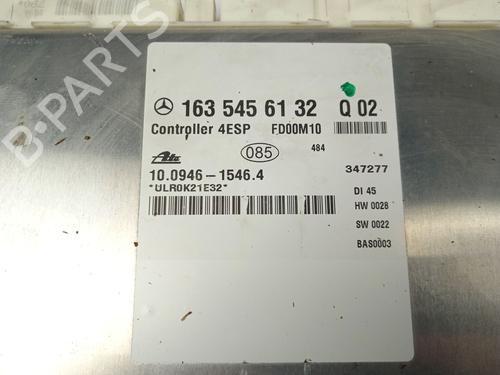 163 545 61 32 Q 02
Controller 4ESP FD00M10
Ate 085 484
10.0946-1546.4 347277
*ULR0K21E32*
DI 45
HW 0028
SW 0022
BAS0003
B-PARTS